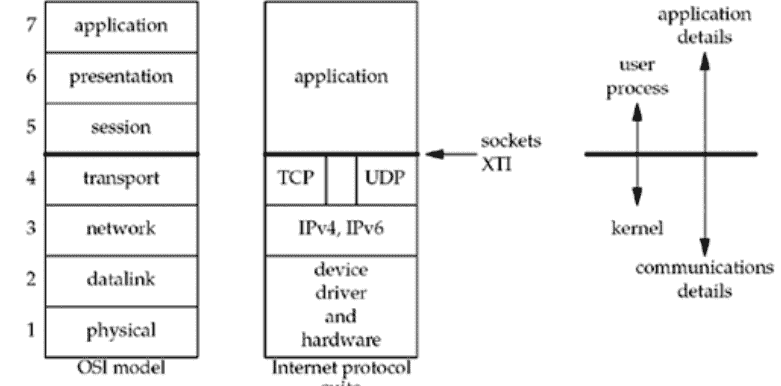 7 application
6 presentation
5 session
4 transport
3 network
2 datalink
1 physical
OSI model
application
TCP UDP
IPv4, IPv6
device
driver
and
hardware
Internet protocol
sockets
XTI
application
details
user
process
kernel
communications
details